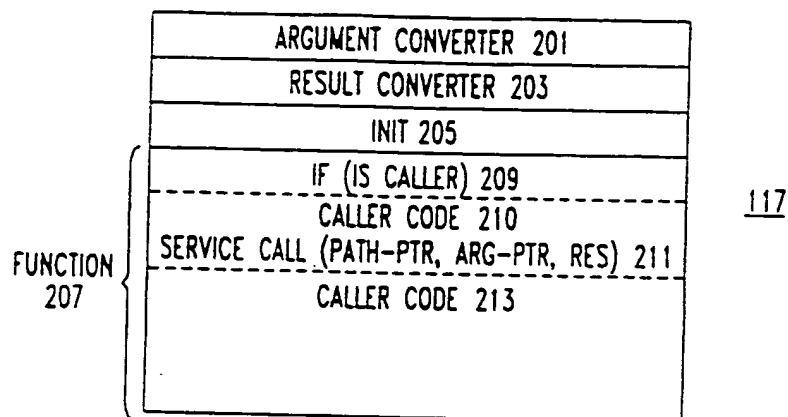 ARGUMENT CONVERTER 201
RESULT CONVERTER 203
INIT 205
IF (IS CALLER) 209
CALLER CODE 210
SERVICE CALL (PATH-PTR, ARG-PTR, RES) 211
CALLER CODE 213
FUNCTION
207
117